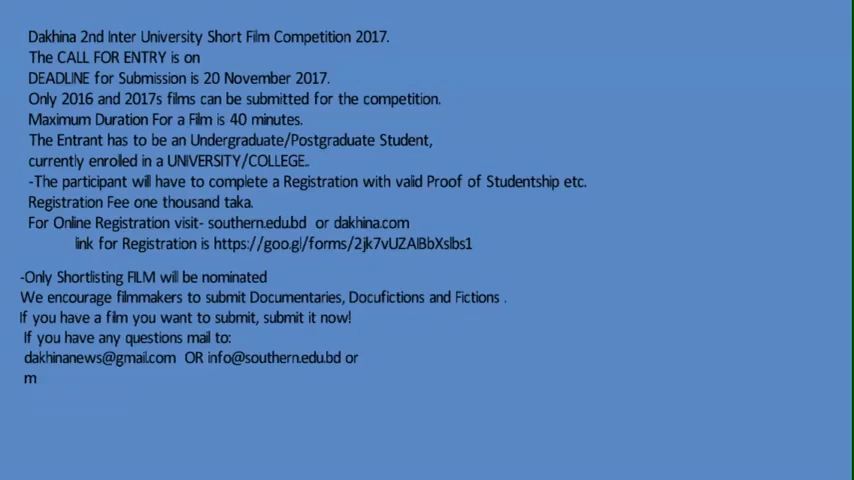 Dakhina 2nd Inter University Short Film Competition 2017.
The CALL FOR ENTRY is on
DEADLINE for Submission is 20 November 2017.
Only 2016 and 2017s films can be submitted for the competition.
Maximum Duration For a Film is 40 minutes.
The Entrant has to be an Undergraduate/Postgraduate Student,
currently enrolled in a UNIVERSITY/COLLEGE..
-The participant will have to complete a Registration with valid Proof of Studentship etc.
Registration Fee one thousand taka.
For Online Registration visit- southern.edu.bd or dakhina.com
link for Registration is https://goo.gl/forms/2jk7vUZAIBbXslbs1
-Only Shortlisting FILM will be nominated
We encourage filmmakers to submit Documentaries, Docufictions and Fictions .
If you have a film you want to submit, submit it now!
If you have any questions mail to:
dakhinanews@gmail.com OR info@southern.edu.bd or
m